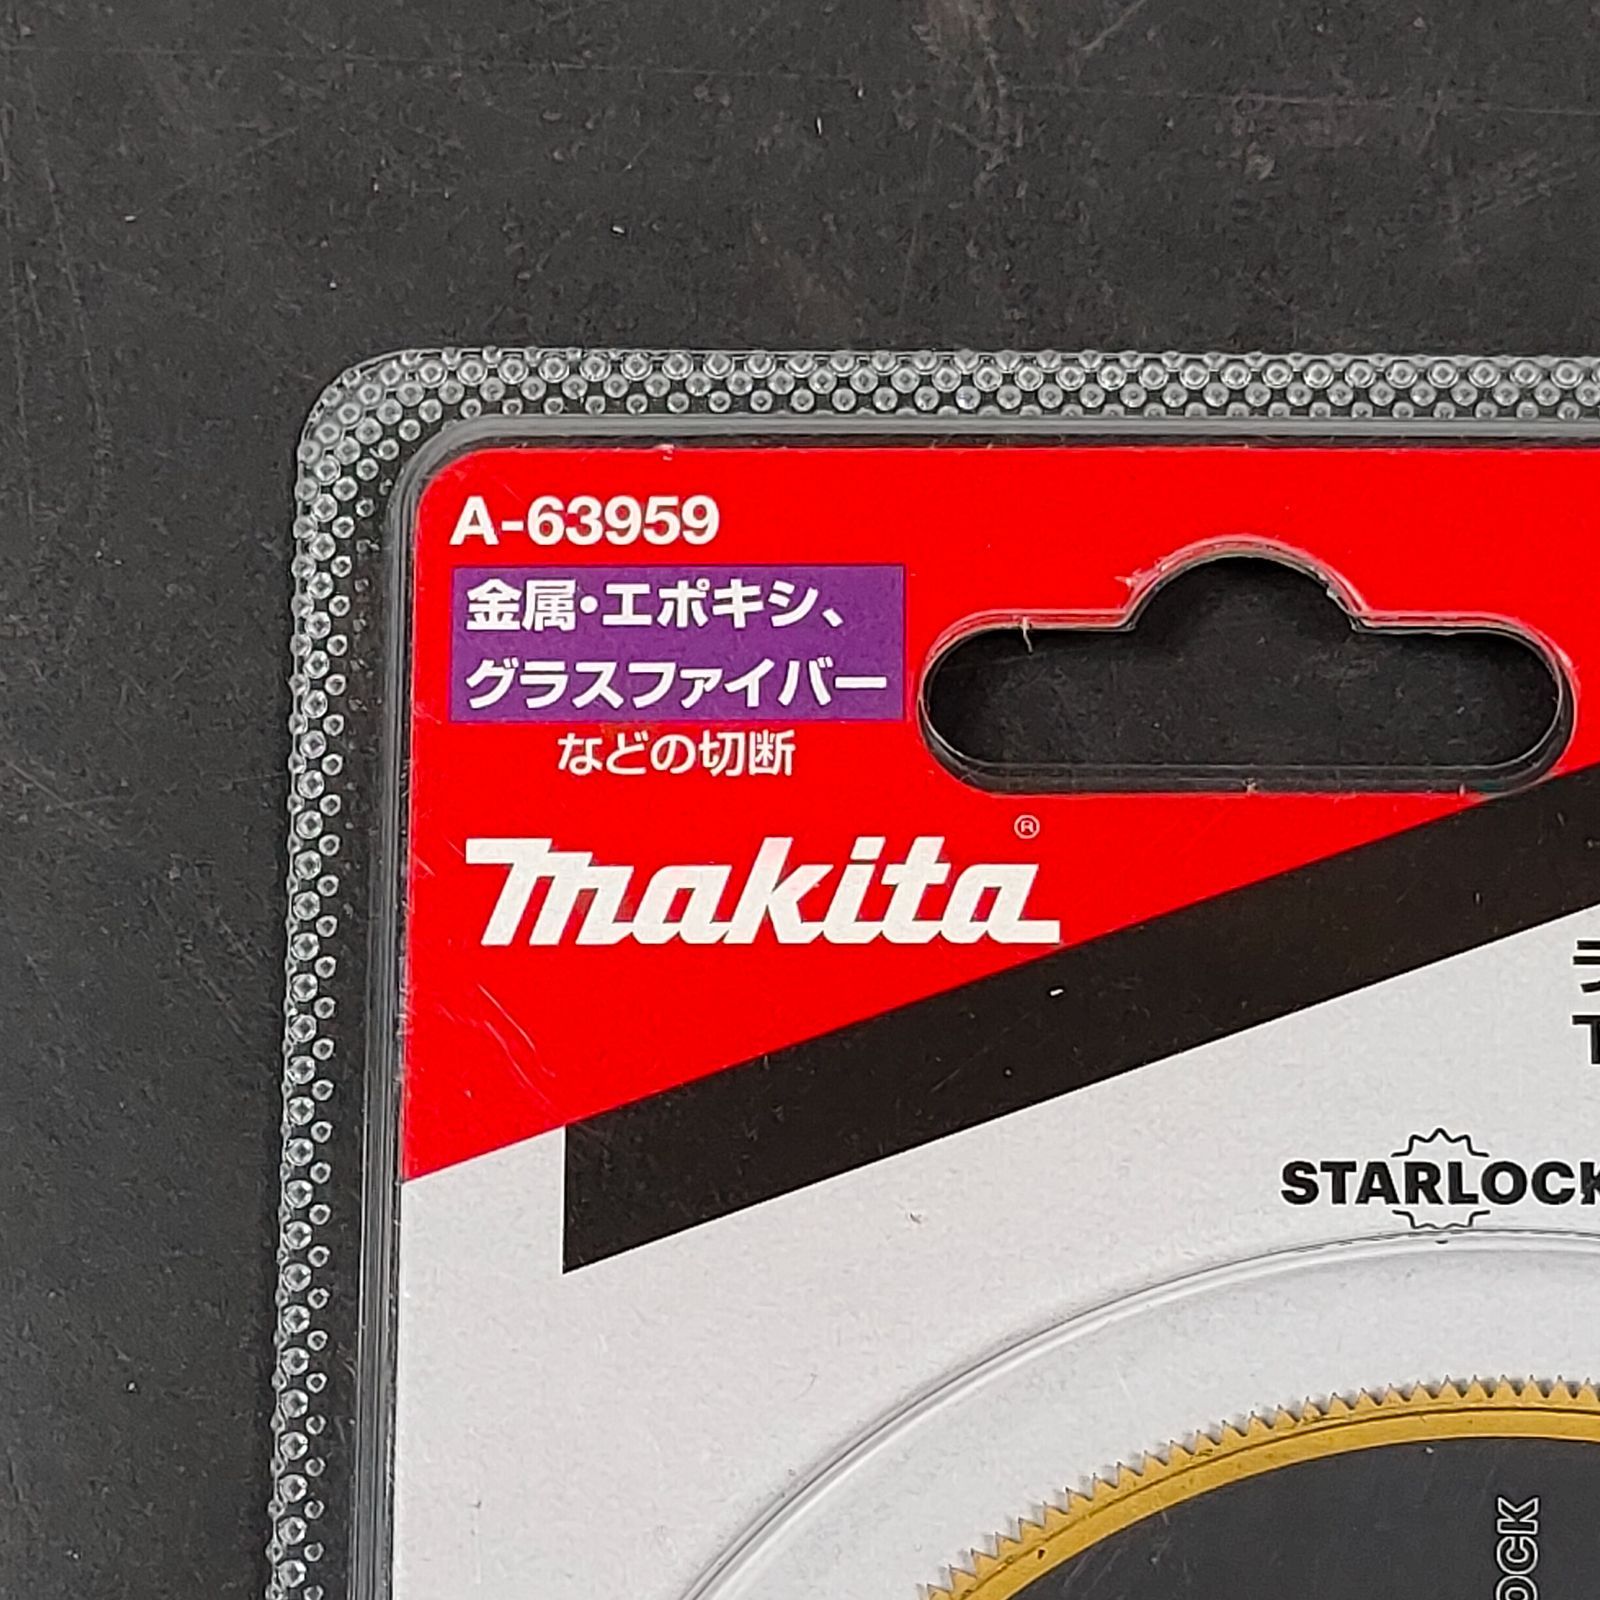 A-63959
金属・エポキシ、
グラスファイバー
などの切断
makita®
STARLOCK